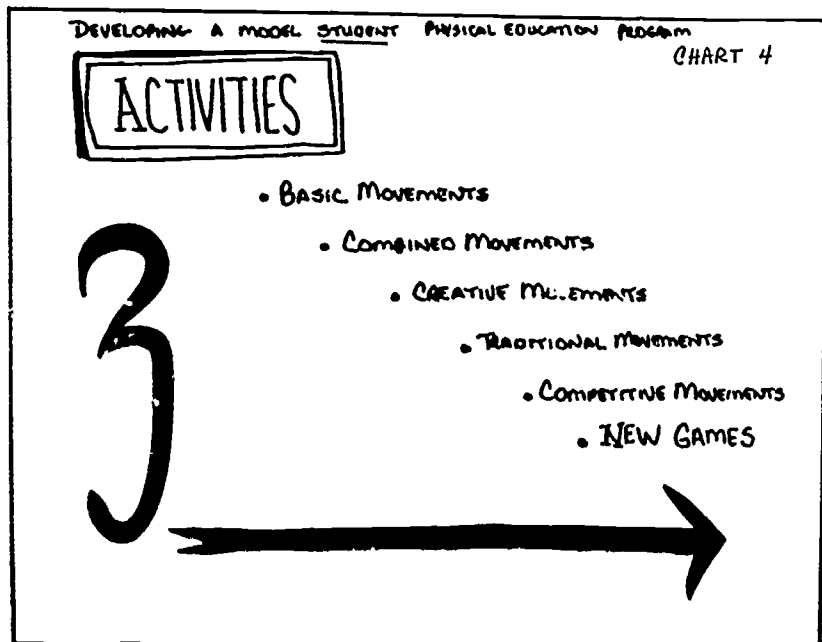 DEVELOPING A MODEL STUDENT PHYSICAL EDUCATION PROGRAM
CHART 4
ACTIVITIES
• BASIC MOVEMENTS
• COMBINED MOVEMENTS
• CREATIVE MOVEMENTS
• TRADITIONAL MOVEMENTS
• COMPETITIVE MOVEMENTS
• NEW GAMES
3